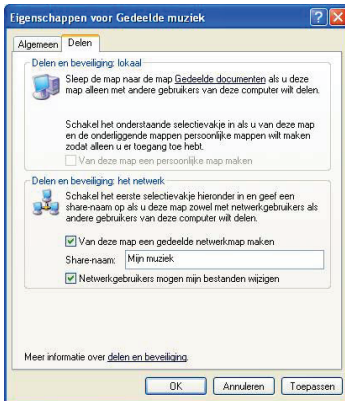 Eigenschappen voor Gedeelde muziek
Algemeen Delen
Delen en beveiliging: lokaal
Sleep de map naar de map Gedeelde documenten als u deze
map alleen met andere gebruikers van deze computer wilt delen.
Schakel het onderstaande selectievakje in als u van deze map
en de onderliggende mappen persoonlijke mappen wilt maken
zodat alleen u er toegang toe hebt.
Van deze map een persoonlijke map maken
Delen en beveiliging: het netwerk
Schakel het eerste selectievakje hieronder in en geef een
share-naam op als u deze map zowel met netwerkgebruikers als
andere gebruikers van deze computer wilt delen.
Van deze map een gedeelde netwerkmap maken
Share-naam: Mijn muziek
Netwerkgebruikers mogen mijn bestanden wijzigen
Meer informatie over delen en beveiliging.
OK Annuleren Toepassen